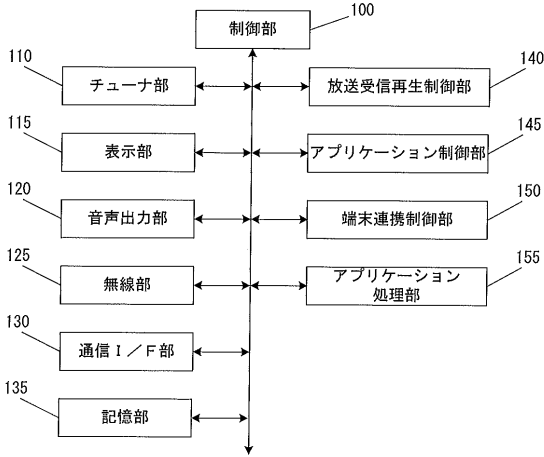 制御部
100
110
チューナ部
放送受信再生制御部
140
115
表示部
アプリケーション制御部
145
120
音声出力部
端末連携制御部
150
125
無線部
アプリケーション
処理部
155
130
通信Ｉ／Ｆ部
135
記憶部